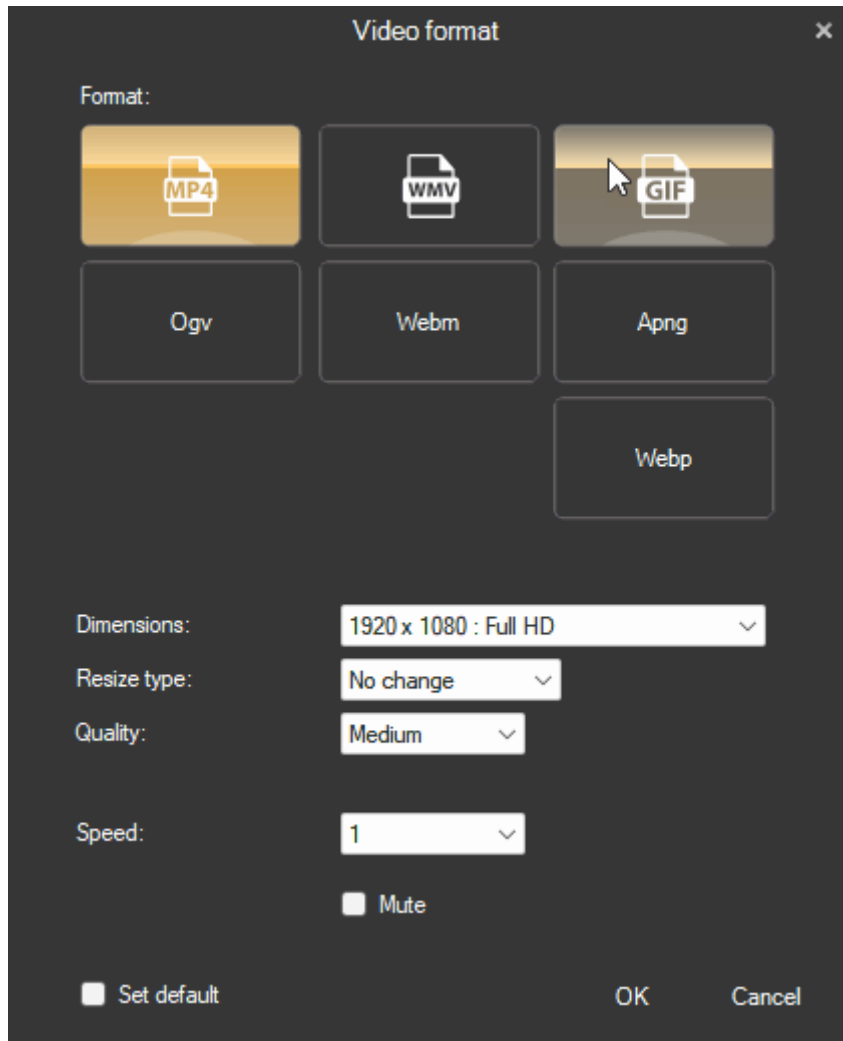 Video format
Format:
MP4 WMV GIF
Ogv Webm Apng
Webp
Dimensions: 1920 x 1080 : Full HD
Resize type: No change
Quality: Medium
Speed: 1
Mute
Set default OK Cancel